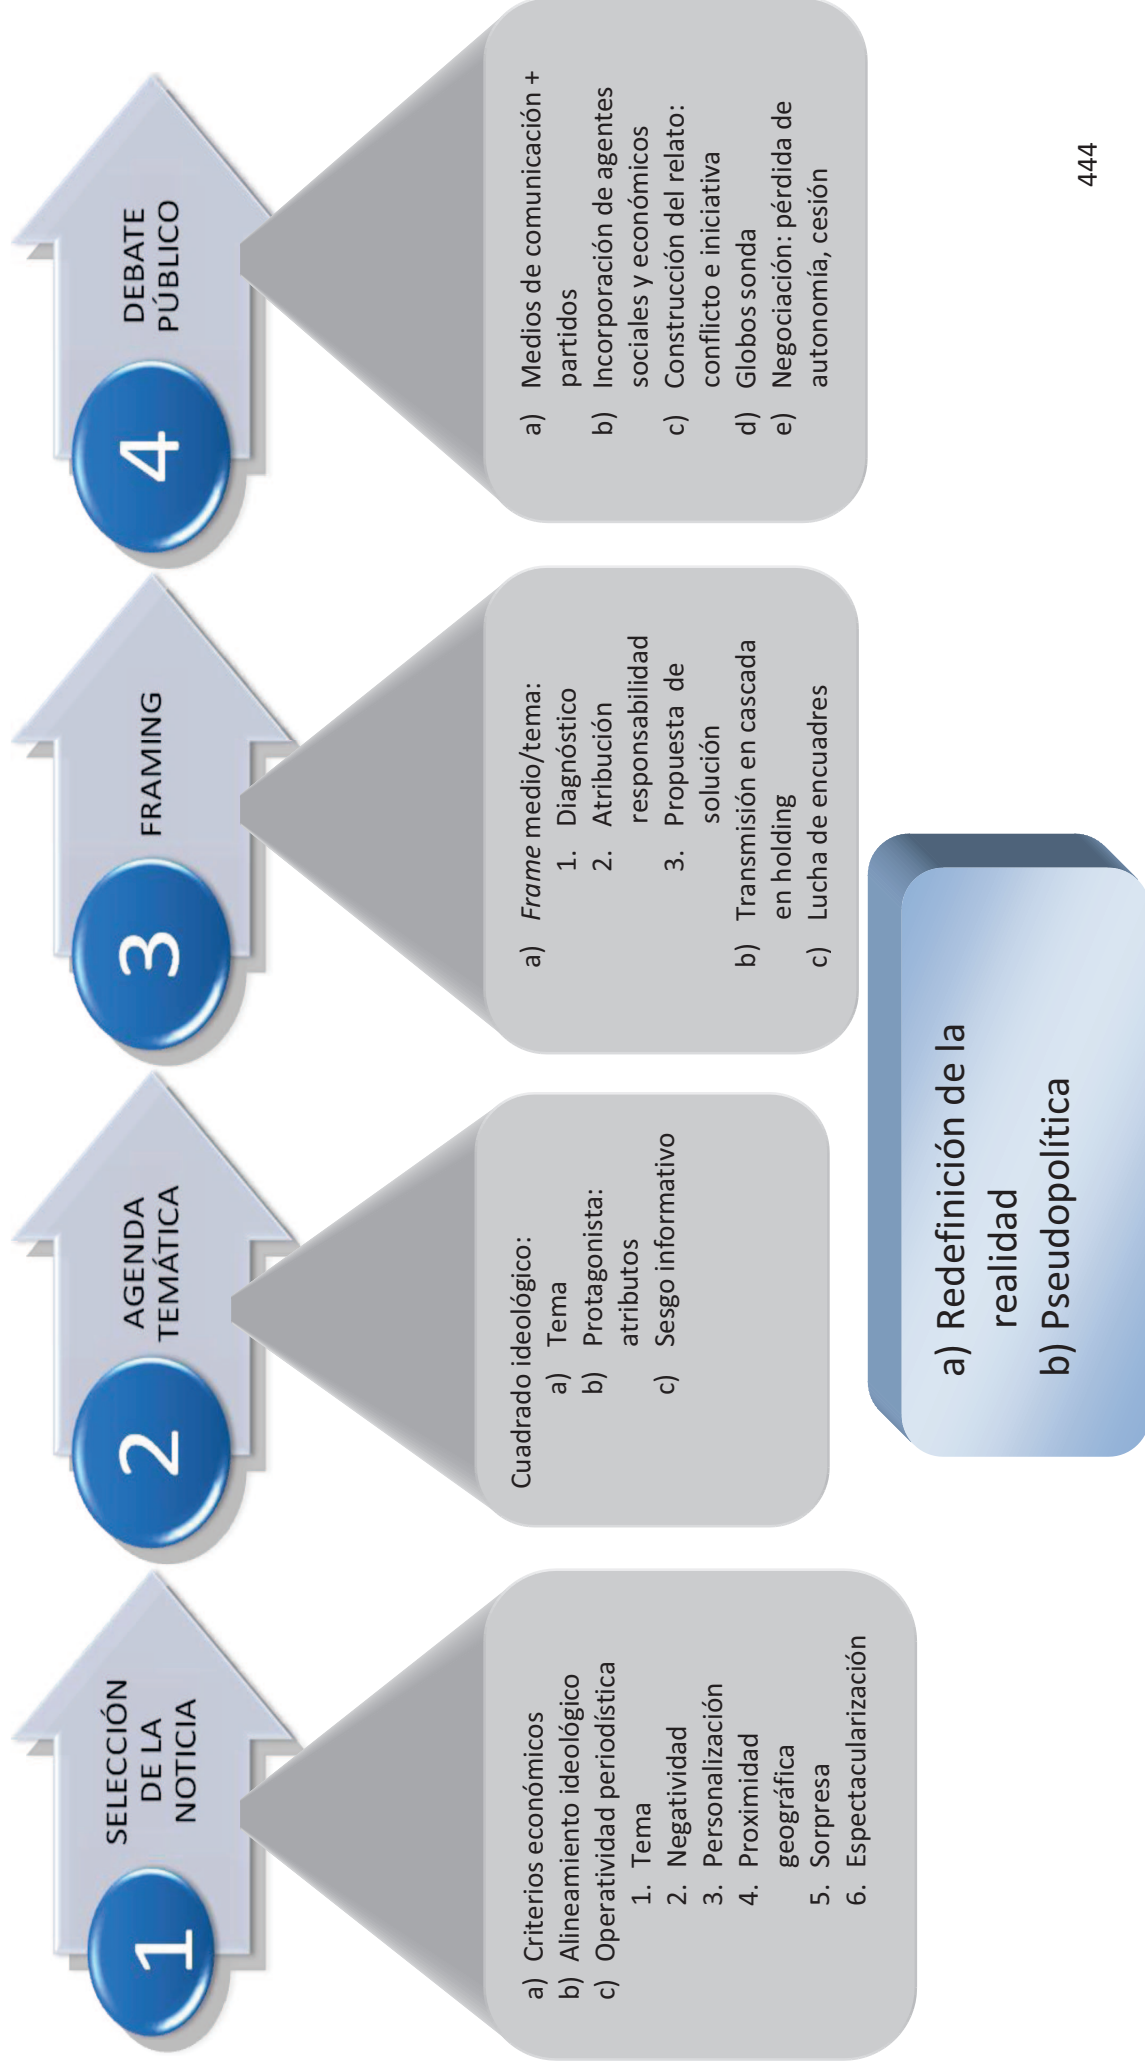 1
SELECCIÓN
DE LA
NOTICIA
a) Criterios económicos
b) Alineamiento ideológico
c) Operatividad periodística
1. Tema
2. Negatividad
3. Personalización
4. Proximidad
geográfica
5. Sorpresa
6. Espectacularización
2
AGENDA
TEMÁTICA
Cuadrado ideológico:
a) Tema
b) Protagonista:
atributos
c) Sesgo informativo
3
FRAMING
a) Frame medio/tema:
1. Diagnóstico
2. Atribución
responsabilidad
3. Propuesta de
solución
b) Transmisión en cascada
en holding
c) Lucha de encuadres
4
DEBATE
PÚBLICO
a) Medios de comunicación +
partidos
b) Incorporación de agentes
sociales y económicos
c) Construcción del relato:
conflicto e iniciativa
d) Globos sonda
e) Negociación: pérdida de
autonomía, cesión
a) Redefinición de la
realidad
b) Pseudopolítica
444